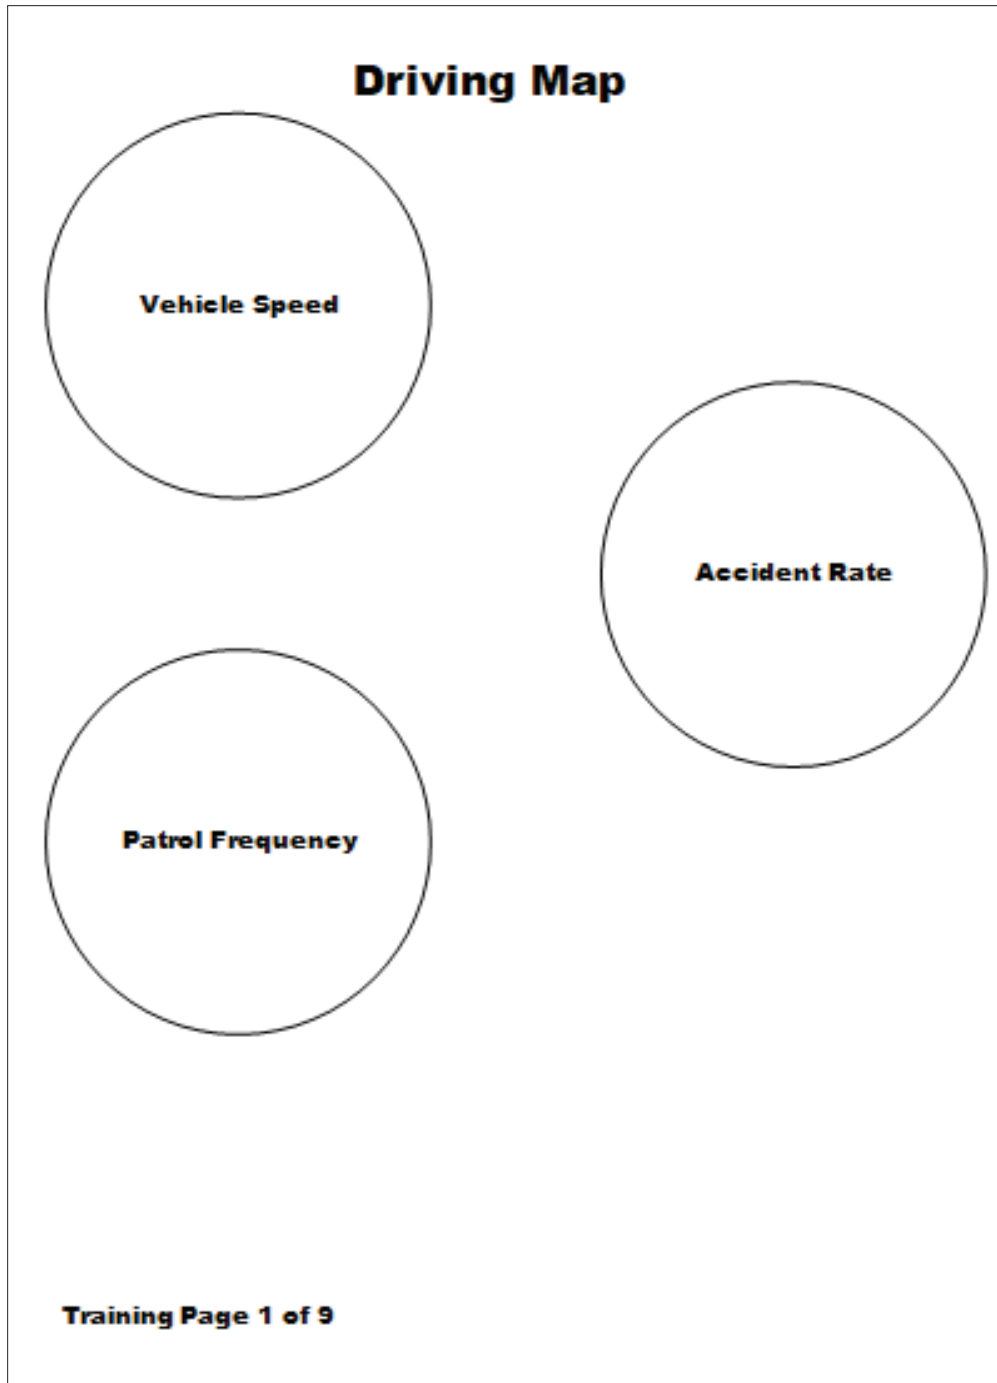 Driving Map
Vehicle Speed
Accident Rate
Patrol Frequency
Training Page 1 of 9